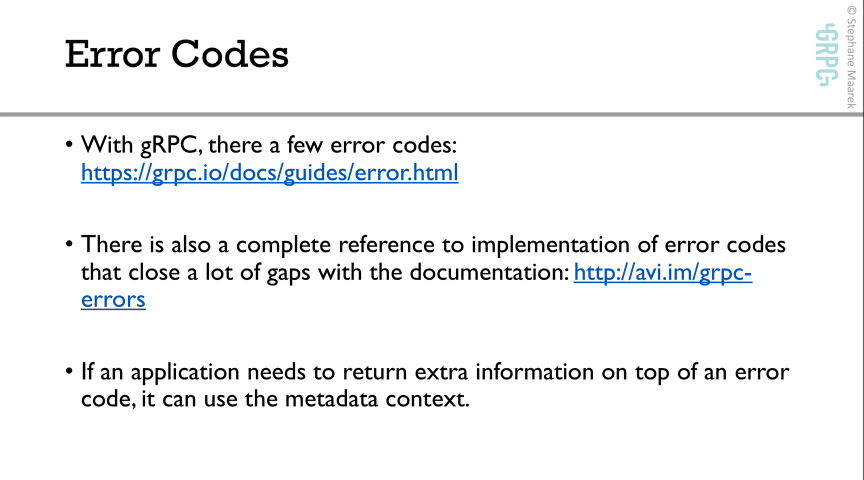 Error Codes
© Stephane Maarek
GRPC
• With gRPC, there a few error codes:
https://grpc.io/docs/guides/error.html
• There is also a complete reference to implementation of error codes
that close a lot of gaps with the documentation: http://avi.im/grpc-
errors
• If an application needs to return extra information on top of an error
code, it can use the metadata context.